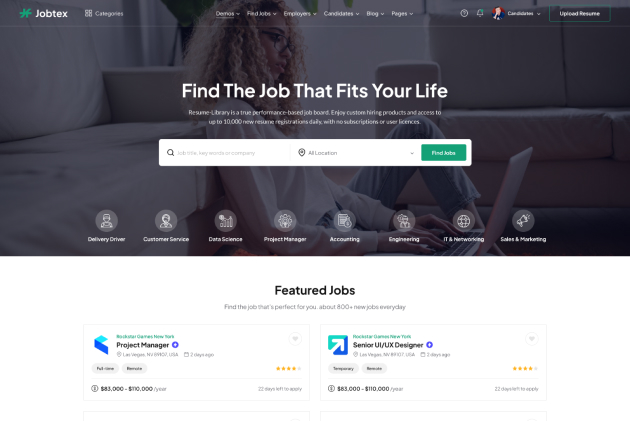 Jobtex
Categories
Demos
Find Jobs
Employers
Candidates
Blog
Pages
Candidates
Upload Resume
Find The Job That Fits Your Life
Resume-Library is a true performance-based job board. Enjoy custom hiring products and access to
up to 10,000 new resume registrations daily, with no subscriptions or user licences.
Job title, key words or company
All Location
Find Jobs
Delivery Driver
Customer Service
Data Science
Project Manager
Accounting
Engineering
IT & Networking
Sales & Marketing
Featured Jobs
Find the job that's perfect for you. about 800+ new jobs everyday
Rockstar Games New York
Project Manager
Las Vegas, NV 89107, USA
2 days ago
Full-time
Remote
$83,000 - $110,000 /year
22 days left to apply
Rockstar Games New York
Senior UI/UX Designer
Las Vegas, NV 89107, USA
2 days ago
Temporary
Remote
$83,000 - $110,000 /year
22 days left to apply